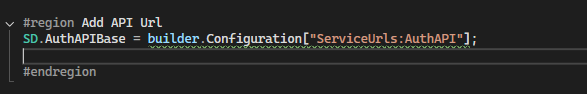 #region Add API Url
SD.AuthAPIBase = builder.Configuration["ServiceUrls:AuthAPI"];
#endregion